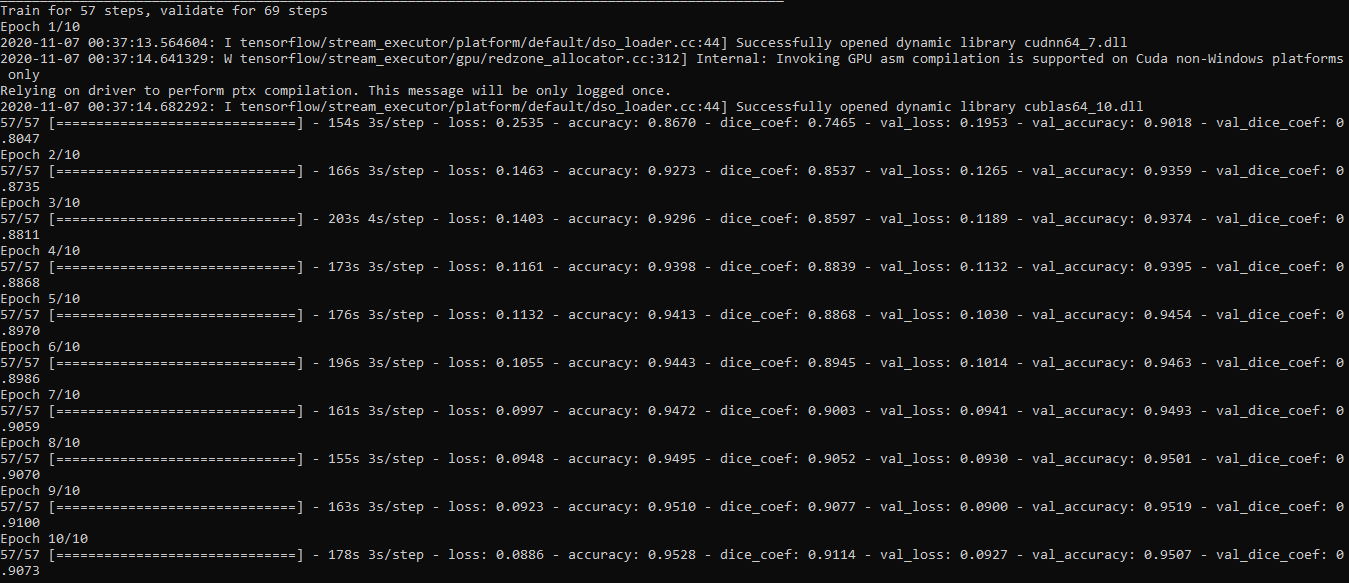 Train for 57 steps, validate for 69 steps
Epoch 1/10
2020-11-07 00:37:13.564604: I tensorflow/stream_executor/platform/default/dso_loader.cc:44] Successfully opened dynamic library cudnn64_7.dll
2020-11-07 00:37:14.641329: W tensorflow/stream_executor/gpu/redzone_allocator.cc:312] Internal: Invoking GPU asm compilation is supported on Cuda non-Windows platforms
 only
Relying on driver to perform ptx compilation. This message will be only logged once.
2020-11-07 00:37:14.682292: I tensorflow/stream_executor/platform/default/dso_loader.cc:44] Successfully opened dynamic library cublas64_10.dll
57/57 [==============================] - 154s 3s/step - loss: 0.2535 - accuracy: 0.8670 - dice_coef: 0.7465 - val_loss: 0.1953 - val_accuracy: 0.9018 - val_dice_coef: 0
.8047
Epoch 2/10
57/57 [==============================] - 166s 3s/step - loss: 0.1463 - accuracy: 0.9273 - dice_coef: 0.8537 - val_loss: 0.1265 - val_accuracy: 0.9359 - val_dice_coef: 0
.8735
Epoch 3/10
57/57 [==============================] - 203s 4s/step - loss: 0.1403 - accuracy: 0.9296 - dice_coef: 0.8597 - val_loss: 0.1189 - val_accuracy: 0.9374 - val_dice_coef: 0
.8811
Epoch 4/10
57/57 [==============================] - 173s 3s/step - loss: 0.1161 - accuracy: 0.9398 - dice_coef: 0.8839 - val_loss: 0.1132 - val_accuracy: 0.9395 - val_dice_coef: 0
.8868
Epoch 5/10
57/57 [==============================] - 176s 3s/step - loss: 0.1132 - accuracy: 0.9413 - dice_coef: 0.8868 - val_loss: 0.1030 - val_accuracy: 0.9454 - val_dice_coef: 0
.8970
Epoch 6/10
57/57 [==============================] - 196s 3s/step - loss: 0.1055 - accuracy: 0.9443 - dice_coef: 0.8945 - val_loss: 0.1014 - val_accuracy: 0.9463 - val_dice_coef: 0
.8986
Epoch 7/10
57/57 [==============================] - 161s 3s/step - loss: 0.0997 - accuracy: 0.9472 - dice_coef: 0.9003 - val_loss: 0.0941 - val_accuracy: 0.9493 - val_dice_coef: 0
.9059
Epoch 8/10
57/57 [==============================] - 155s 3s/step - loss: 0.0948 - accuracy: 0.9495 - dice_coef: 0.9052 - val_loss: 0.0930 - val_accuracy: 0.9501 - val_dice_coef: 0
.9070
Epoch 9/10
57/57 [==============================] - 163s 3s/step - loss: 0.0923 - accuracy: 0.9510 - dice_coef: 0.9077 - val_loss: 0.0900 - val_accuracy: 0.9519 - val_dice_coef: 0
.9100
Epoch 10/10
57/57 [==============================] - 178s 3s/step - loss: 0.0886 - accuracy: 0.9528 - dice_coef: 0.9114 - val_loss: 0.0927 - val_accuracy: 0.9507 - val_dice_coef: 0
.9073